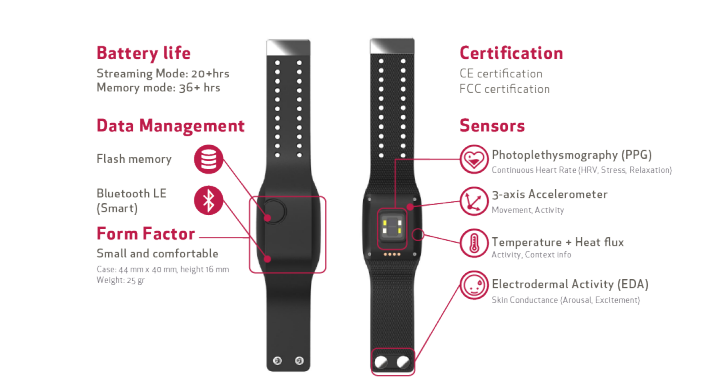 Battery life
Streaming Mode: 20+hrs
Memory mode: 36+ hrs
Data Management
Flash memory
Bluetooth LE
(Smart)
Form Factor
Small and comfortable
Case: 44 mm x 40 mm, height 16 mm
Weight: 25 gr
Certification
CE certification
FCC certification
Sensors
Photoplethysmography (PPG)
Continuous Heart Rate (HRV, Stress, Relaxation)
3-axis Accelerometer
Movement, Activity
Temperature + Heat flux
Activity, Context info
Electrodermal Activity (EDA)
Skin Conductance (Arousal, Excitement)